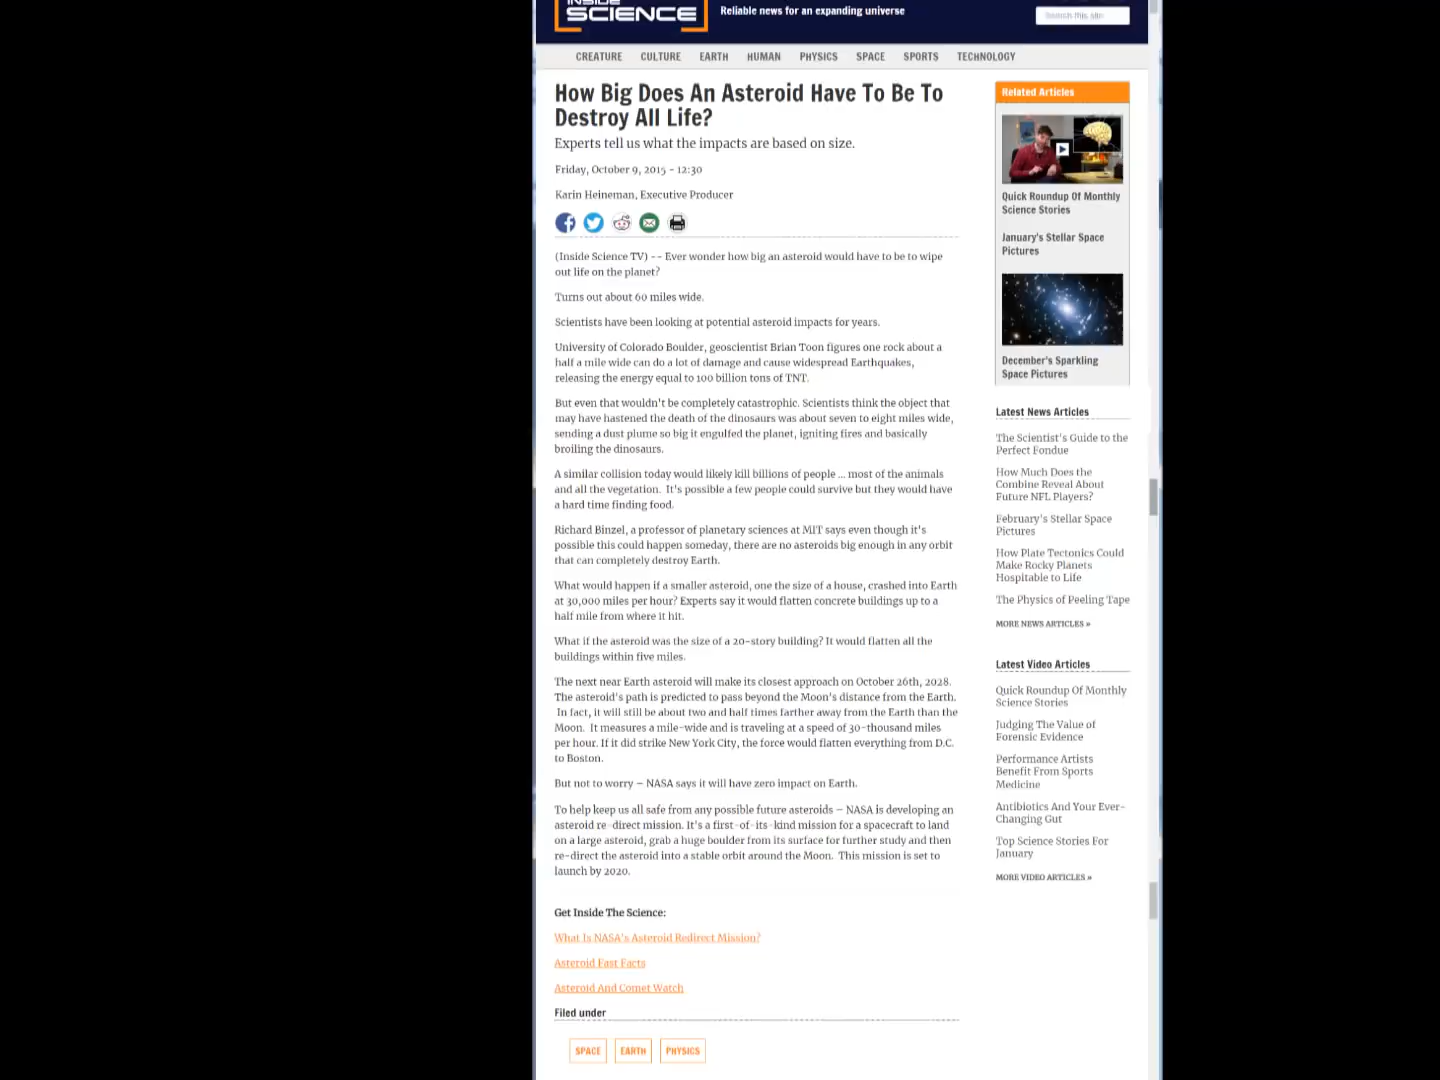 INSIDE
SCIENCE
Reliable news for an expanding universe
Search this site
CREATURE CULTURE EARTH HUMAN PHYSICS SPACE SPORTS TECHNOLOGY
How Big Does An Asteroid Have To Be To
Destroy All Life?
Experts tell us what the impacts are based on size.
Friday, October 9, 2015 - 12:30
Karin Heineman, Executive Producer
(Inside Science TV) -- Ever wonder how big an asteroid would have to be to wipe
out life on the planet?
Turns out about 60 miles wide.
Scientists have been looking at potential asteroid impacts for years.
University of Colorado Boulder, geoscientist Brian Toon figures one rock about a
half a mile wide can do a lot of damage and cause widespread Earthquakes,
releasing the energy equal to 100 billion tons of TNT.
But even that wouldn't be completely catastrophic. Scientists think the object that
may have hastened the death of the dinosaurs was about seven to eight miles wide,
sending a dust plume so big it engulfed the planet, igniting fires and basically
broiling the dinosaurs.
A similar collision today would likely kill billions of people ... most of the animals
and all the vegetation. It's possible a few people could survive but they would have
a hard time finding food.
Richard Binzel, a professor of planetary sciences at MIT says even though it's
possible this could happen someday, there are no asteroids big enough in any orbit
that can completely destroy Earth.
What would happen if a smaller asteroid, one the size of a house, crashed into Earth
at 30,000 miles per hour? Experts say it would flatten concrete buildings up to a
half mile from where it hit.
What if the asteroid was the size of a 20-story building? It would flatten all the
buildings within five miles.
The next near Earth asteroid will make its closest approach on October 26th, 2028.
The asteroid's path is predicted to pass beyond the Moon's distance from the Earth.
In fact, it will still be about two and half times farther away from the Earth than the
Moon. It measures a mile-wide and is traveling at a speed of 30-thousand miles
per hour. If it did strike New York City, the force would flatten everything from D.C.
to Boston.
But not to worry – NASA says it will have zero impact on Earth.
To help keep us all safe from any possible future asteroids – NASA is developing an
asteroid re-direct mission. It's a first-of-its-kind mission for a spacecraft to land
on a large asteroid, grab a huge boulder from its surface for further study and then
re-direct the asteroid into a stable orbit around the Moon. This mission is set to
launch by 2020.
Get Inside The Science:
What Is NASA's Asteroid Redirect Mission?
Asteroid Fast Facts
Asteroid And Comet Watch
Filed under
SPACE EARTH PHYSICS
Related Articles
Quick Roundup Of Monthly
Science Stories
January's Stellar Space
Pictures
December's Sparkling
Space Pictures
Latest News Articles
The Scientist's Guide to the
Perfect Fondue
How Much Does the
Combine Reveal About
Future NFL Players?
February's Stellar Space
Pictures
How Plate Tectonics Could
Make Rocky Planets
Hospitable to Life
The Physics of Peeling Tape
MORE NEWS ARTICLES »
Latest Video Articles
Quick Roundup Of Monthly
Science Stories
Judging The Value of
Forensic Evidence
Performance Artists
Benefit From Sports
Medicine
Antibiotics And Your Ever-
Changing Gut
Top Science Stories For
January
MORE VIDEO ARTICLES »